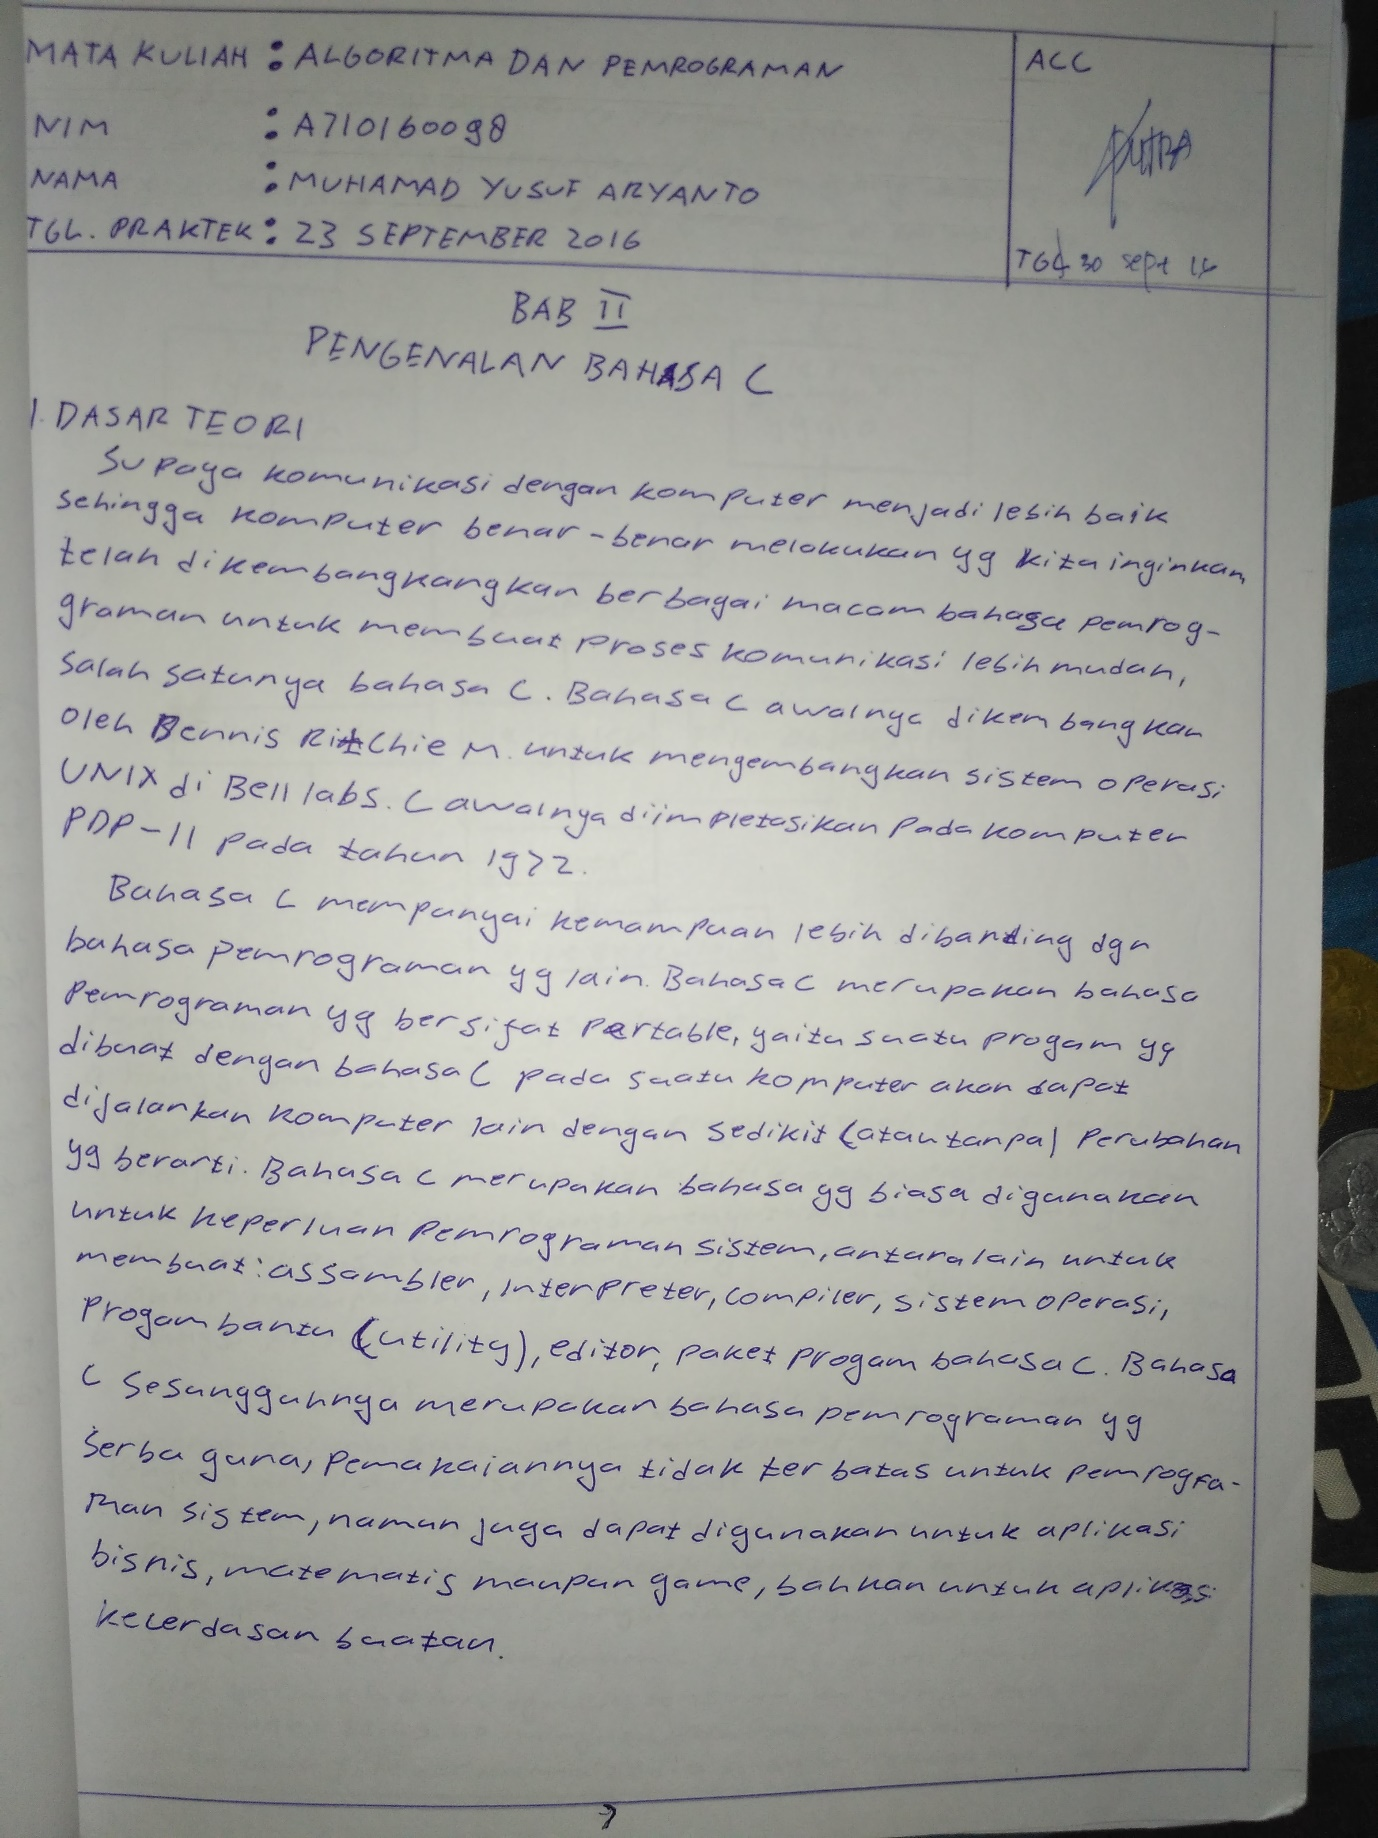 MATA KULIAH : ALGORITMA DAN PEMROGRAMAN
NIM : A710160098
NAMA : MUHAMAD YUSUF ARYANTO
TGL. PRAKTEK : 23 SEPTEMBER 2016
ACC
PUTRA
TGL 30 sept 16
BAB II
PENGENALAN BAHASA C
1. DASAR TEORI
Supaya komunikasi dengan komputer menjadi lebih baik
sehingga komputer benar-benar melokukan yg kita inginkan,
telah dikembangkangkan berbagai macam bahasa pemrog-
graman untuk membuat proses komunikasi lebih mudah,
salah satunya bahasa C. Bahasa C awalnya dikembangkan
oleh Dennis Ritchie M. untuk mengembangkan sistem operasi
UNIX di Bell labs. C awalnya diimpletasikan pada komputer
PDP-11 pada tahun 1972.
Bahasa C mempunyai kemampuan lebih dibanding dgn
bahasa pemrograman yg lain. Bahasa C merupakan bahasa
pemrograman yg bersifat portable, yaitu suatu progam yg
dibuat dengan bahasa C pada suatu komputer akan dapat
dijalankan komputer lain dengan sedikit (atau tanpa) perubahan
yg berarti. Bahasa C merupakan bahasa yg biasa digunakan
untuk keperluan pemrograman sistem, antara lain untuk
membuat : assambler, interpreter, compiler, sistem operasi,
progam bantu (utility), editor, paket progam bahasa C. Bahasa
C sesungguhnya merupakan bahasa pemrograman yg
serba guna, pemakaiannya tidak terbatas untuk pemrogra-
man sistem, namun juga dapat digunakan untuk aplikasi
bisnis, matematis maupun game, bahkan untuk aplikasi
kecerdasan buatan.
7